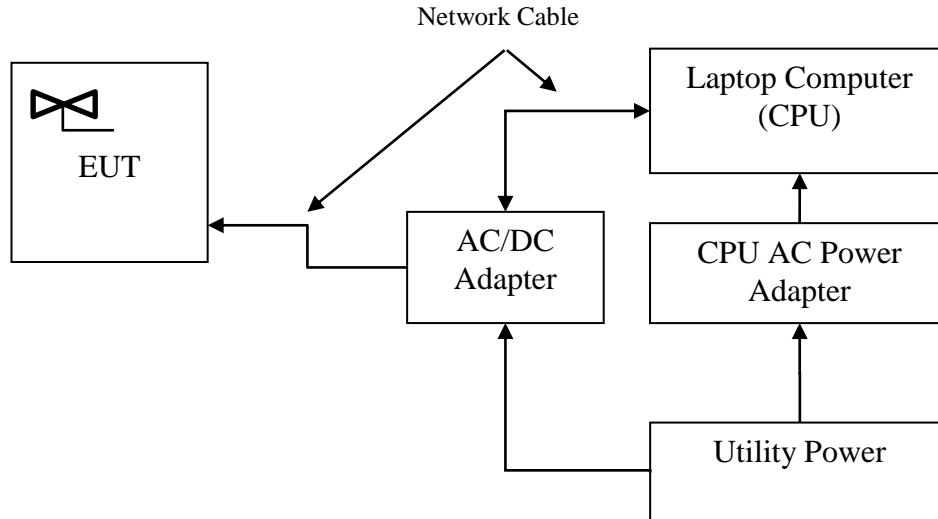 Network Cable
Laptop Computer
(CPU)
EUT
AC/DC
Adapter
CPU AC Power
Adapter
Utility Power